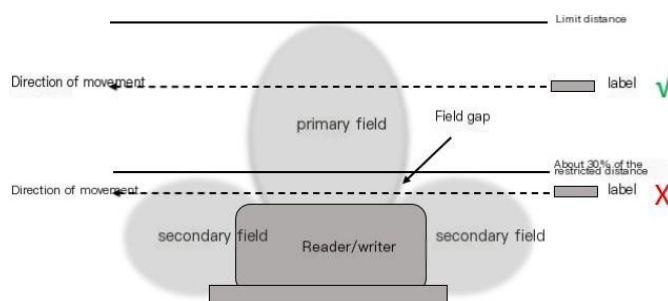 Limit distance
Direction of movement
label
√
primary field
Field gap
About 30% of the
restricted distance
Direction of movement
label
X
secondary field
Reader/writer
secondary field